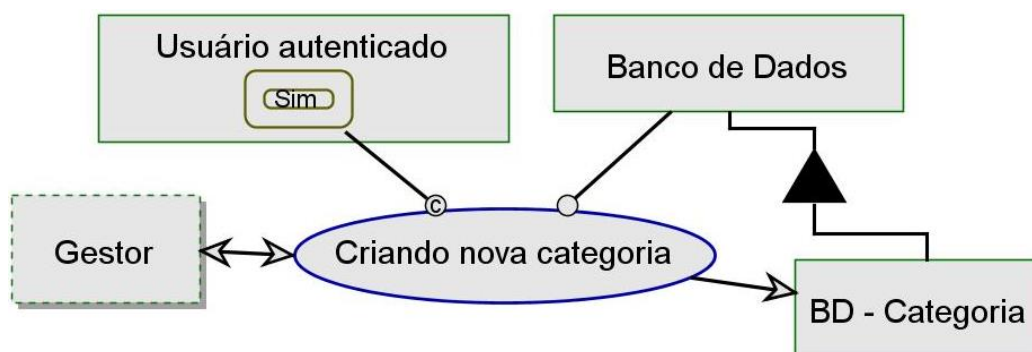 Usuário autenticado
Sim
Banco de Dados
c
Gestor
Criando nova categoria
BD - Categoria